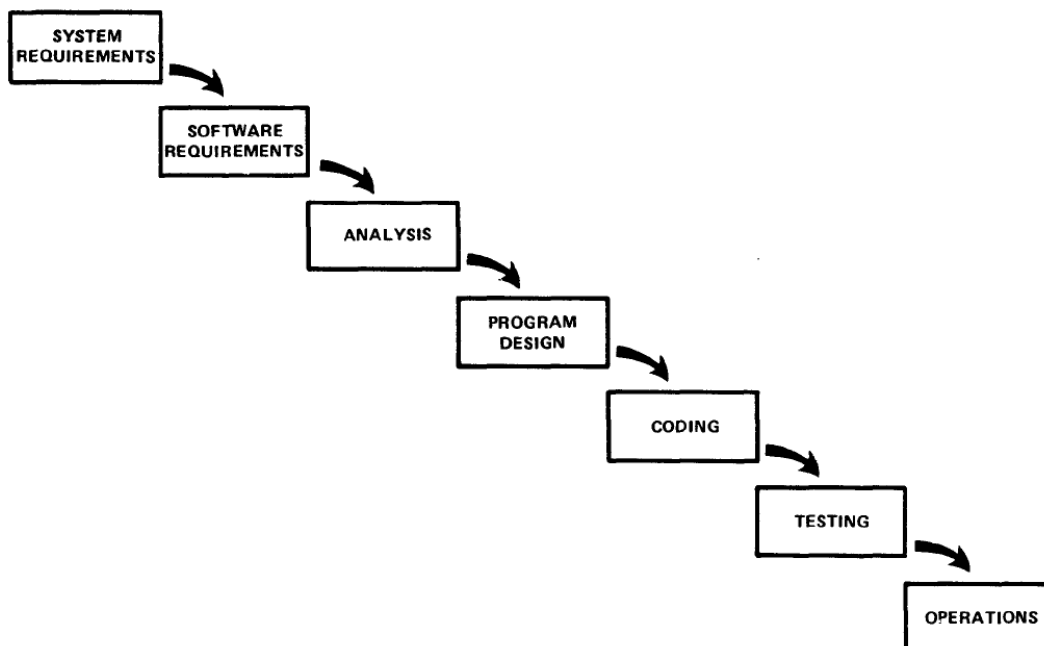 SYSTEM
REQUIREMENTS
SOFTWARE
REQUIREMENTS
ANALYSIS
PROGRAM
DESIGN
CODING
TESTING
OPERATIONS